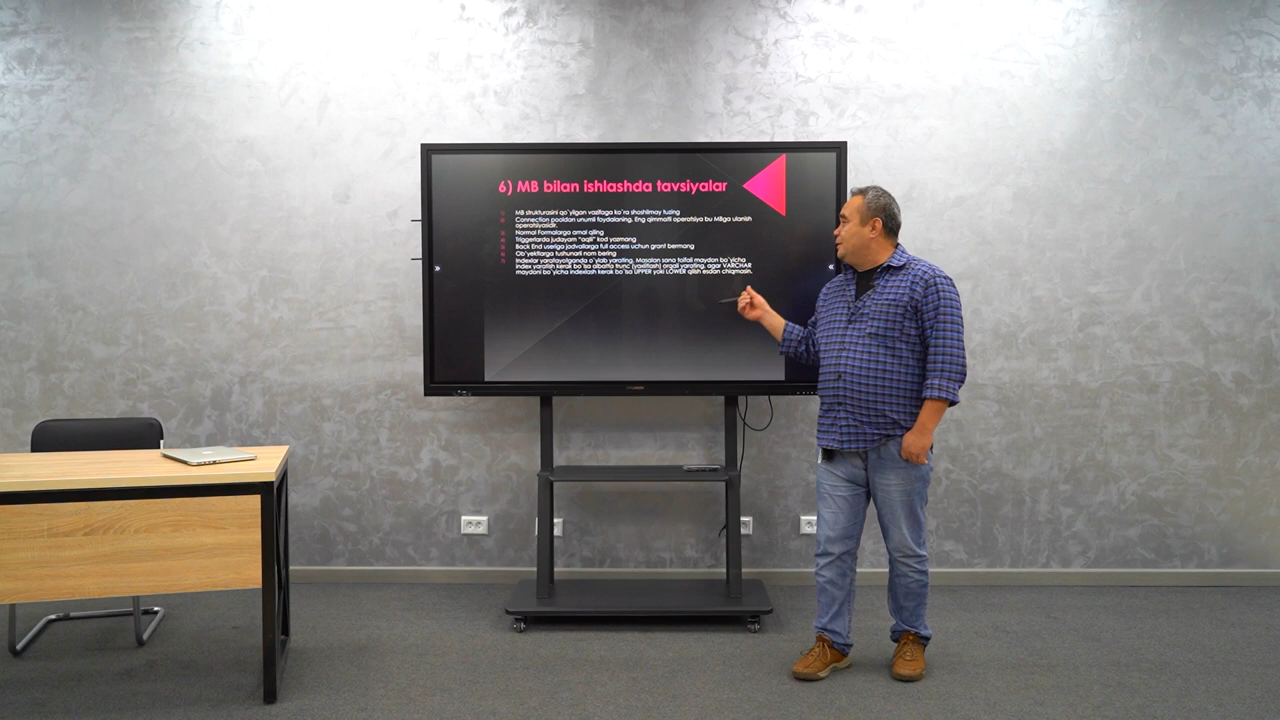 6) MB bilan ishlashda tavsiyalar
MB strukturasini qo`yilgan vazifaga ko`ra shoshilmay tuzing
Connection pooldan unumli foydalaning. Eng qimmatli operatsiya bu MBga ulanish
operatsiyasidir.
Normal Formalarga amal qiling
Triggerlarda judayam "aqlli" kod yozmang
Back End useriga jadvallarga full access uchun grant bermang
Ob`yektlarga tushunarli nom bering
Indexlar yaratayotganda o`ylab yarating. Masalan sana toifali maydon bo`yicha
index yaratish kerak bo`lsa albatta trunc (yaxlitlash) orqali yarating, agar VARCHAR
maydoni bo`yicha indexlash kerak bo`lsa UPPER yoki LOWER qilish esdan chiqmasin.